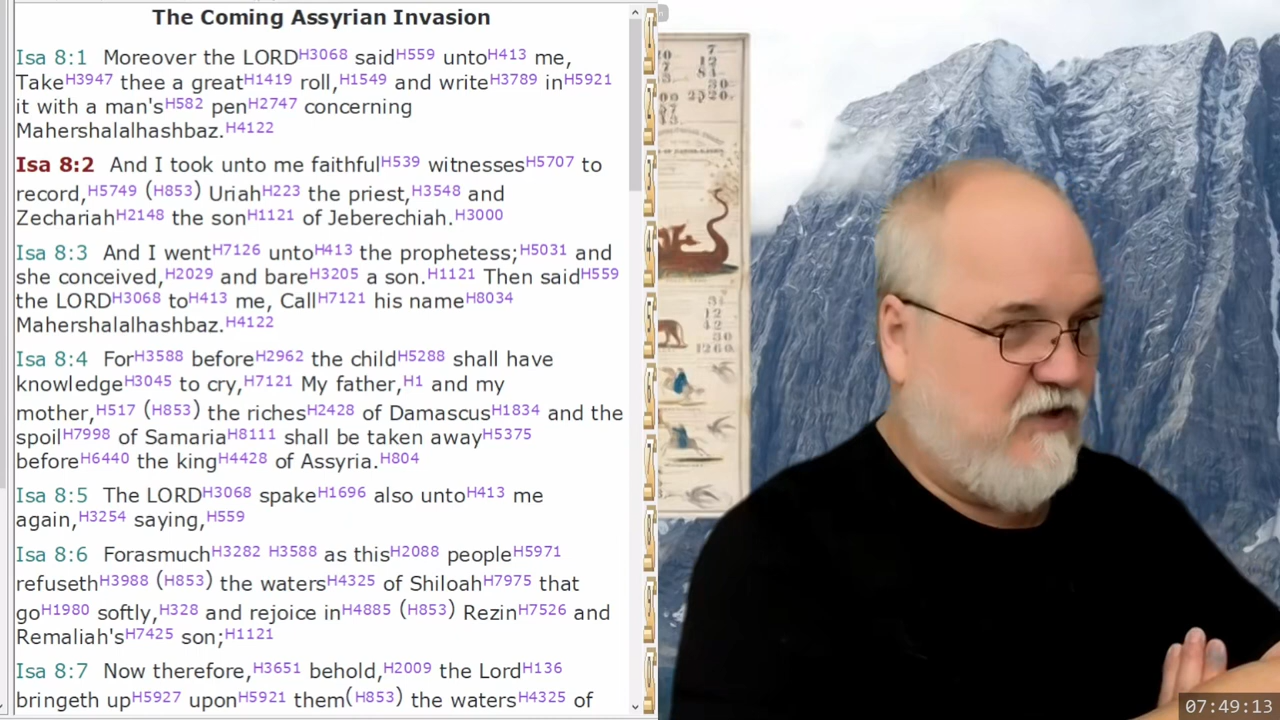 The Coming Assyrian Invasion
Isa 8:1 Moreover the LORDH3068 saidH559 untoH413 me,
TakeH3947 thee a greatH1419 roll,H1549 and writeH3789 inH5921
it with a man'sH582 penH2747 concerning
Mahershalalhashbaz.H4122
Isa 8:2 And I took unto me faithfulH539 witnessesH5707 to
record,H5749 (H853) UriahH223 the priest,H3548 and
ZechariahH2148 the sonH1121 of Jeberechiah.H3000
Isa 8:3 And I wentH7126 untoH413 the prophetess;H5031 and
she conceived,H2029 and bareH3205 a son.H1121 Then saidH559
the LORDH3068 toH413 me, CallH7121 his nameH8034
Mahershalalhashbaz.H4122
Isa 8:4 ForH3588 beforeH2962 the childH5288 shall have
knowledgeH3045 to cry,H7121 My father,H1 and my
mother,H517 (H853) the richesH2428 of DamascusH1834 and the
spoilH7998 of SamariaH8111 shall be taken awayH5375
beforeH6440 the kingH4428 of Assyria.H804
Isa 8:5 The LORDH3068 spakeH1696 also untoH413 me
again,H3254 saying,H559
Isa 8:6 ForasmuchH3282 H3588 as thisH2088 peopleH5971
refusethH3988 (H853) the watersH4325 of ShiloahH7975 that
goH1980 softly,H328 and rejoice inH4885 (H853) RezinH7526 and
Remaliah'sH7425 son;H1121
Isa 8:7 Now therefore,H3651 behold,H2009 the LordH136
bringeth upH5927 uponH5921 them(H853) the watersH4325 of
7
12
30
2520.
31
12
42
30
1260.
07:49:13